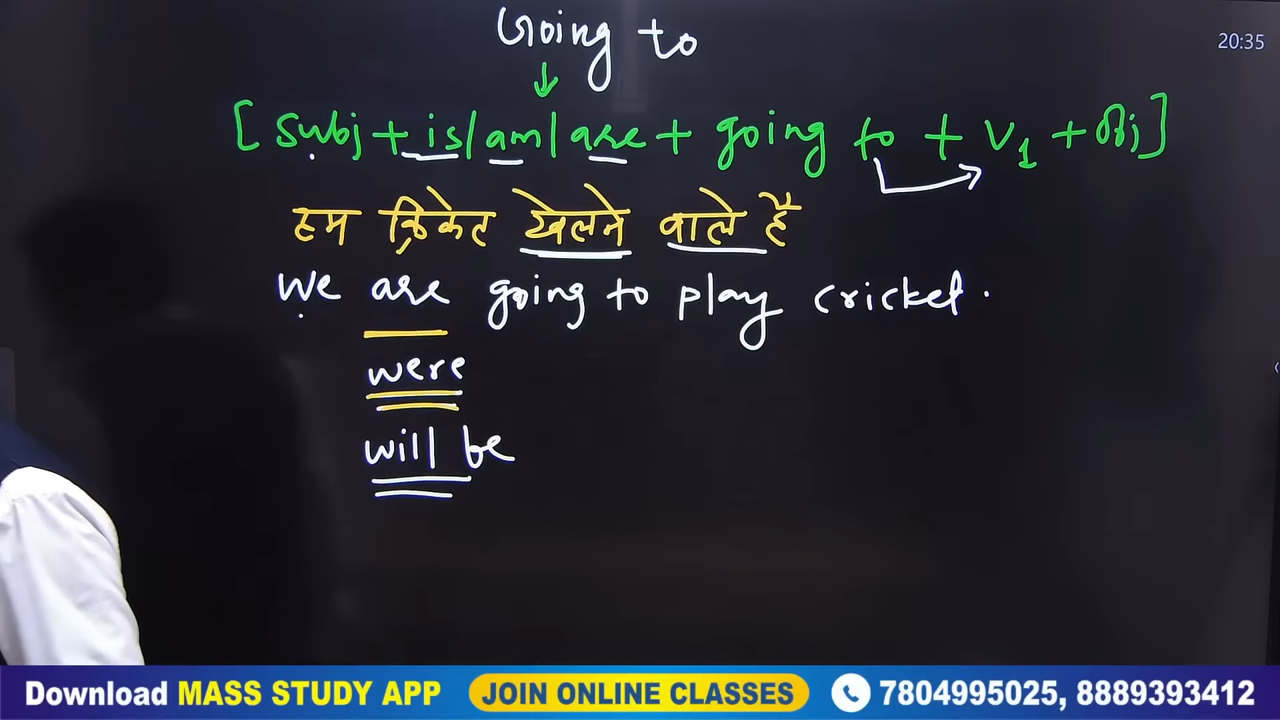 Going to
20:35
↓
[Subj + is/am/are + going to + V1 + Obj]
हम क्रिकेट खेलने वाले है
We are going to play cricket.
were
will be
Download MASS STUDY APP JOIN ONLINE CLASSES 7804995025, 8889393412